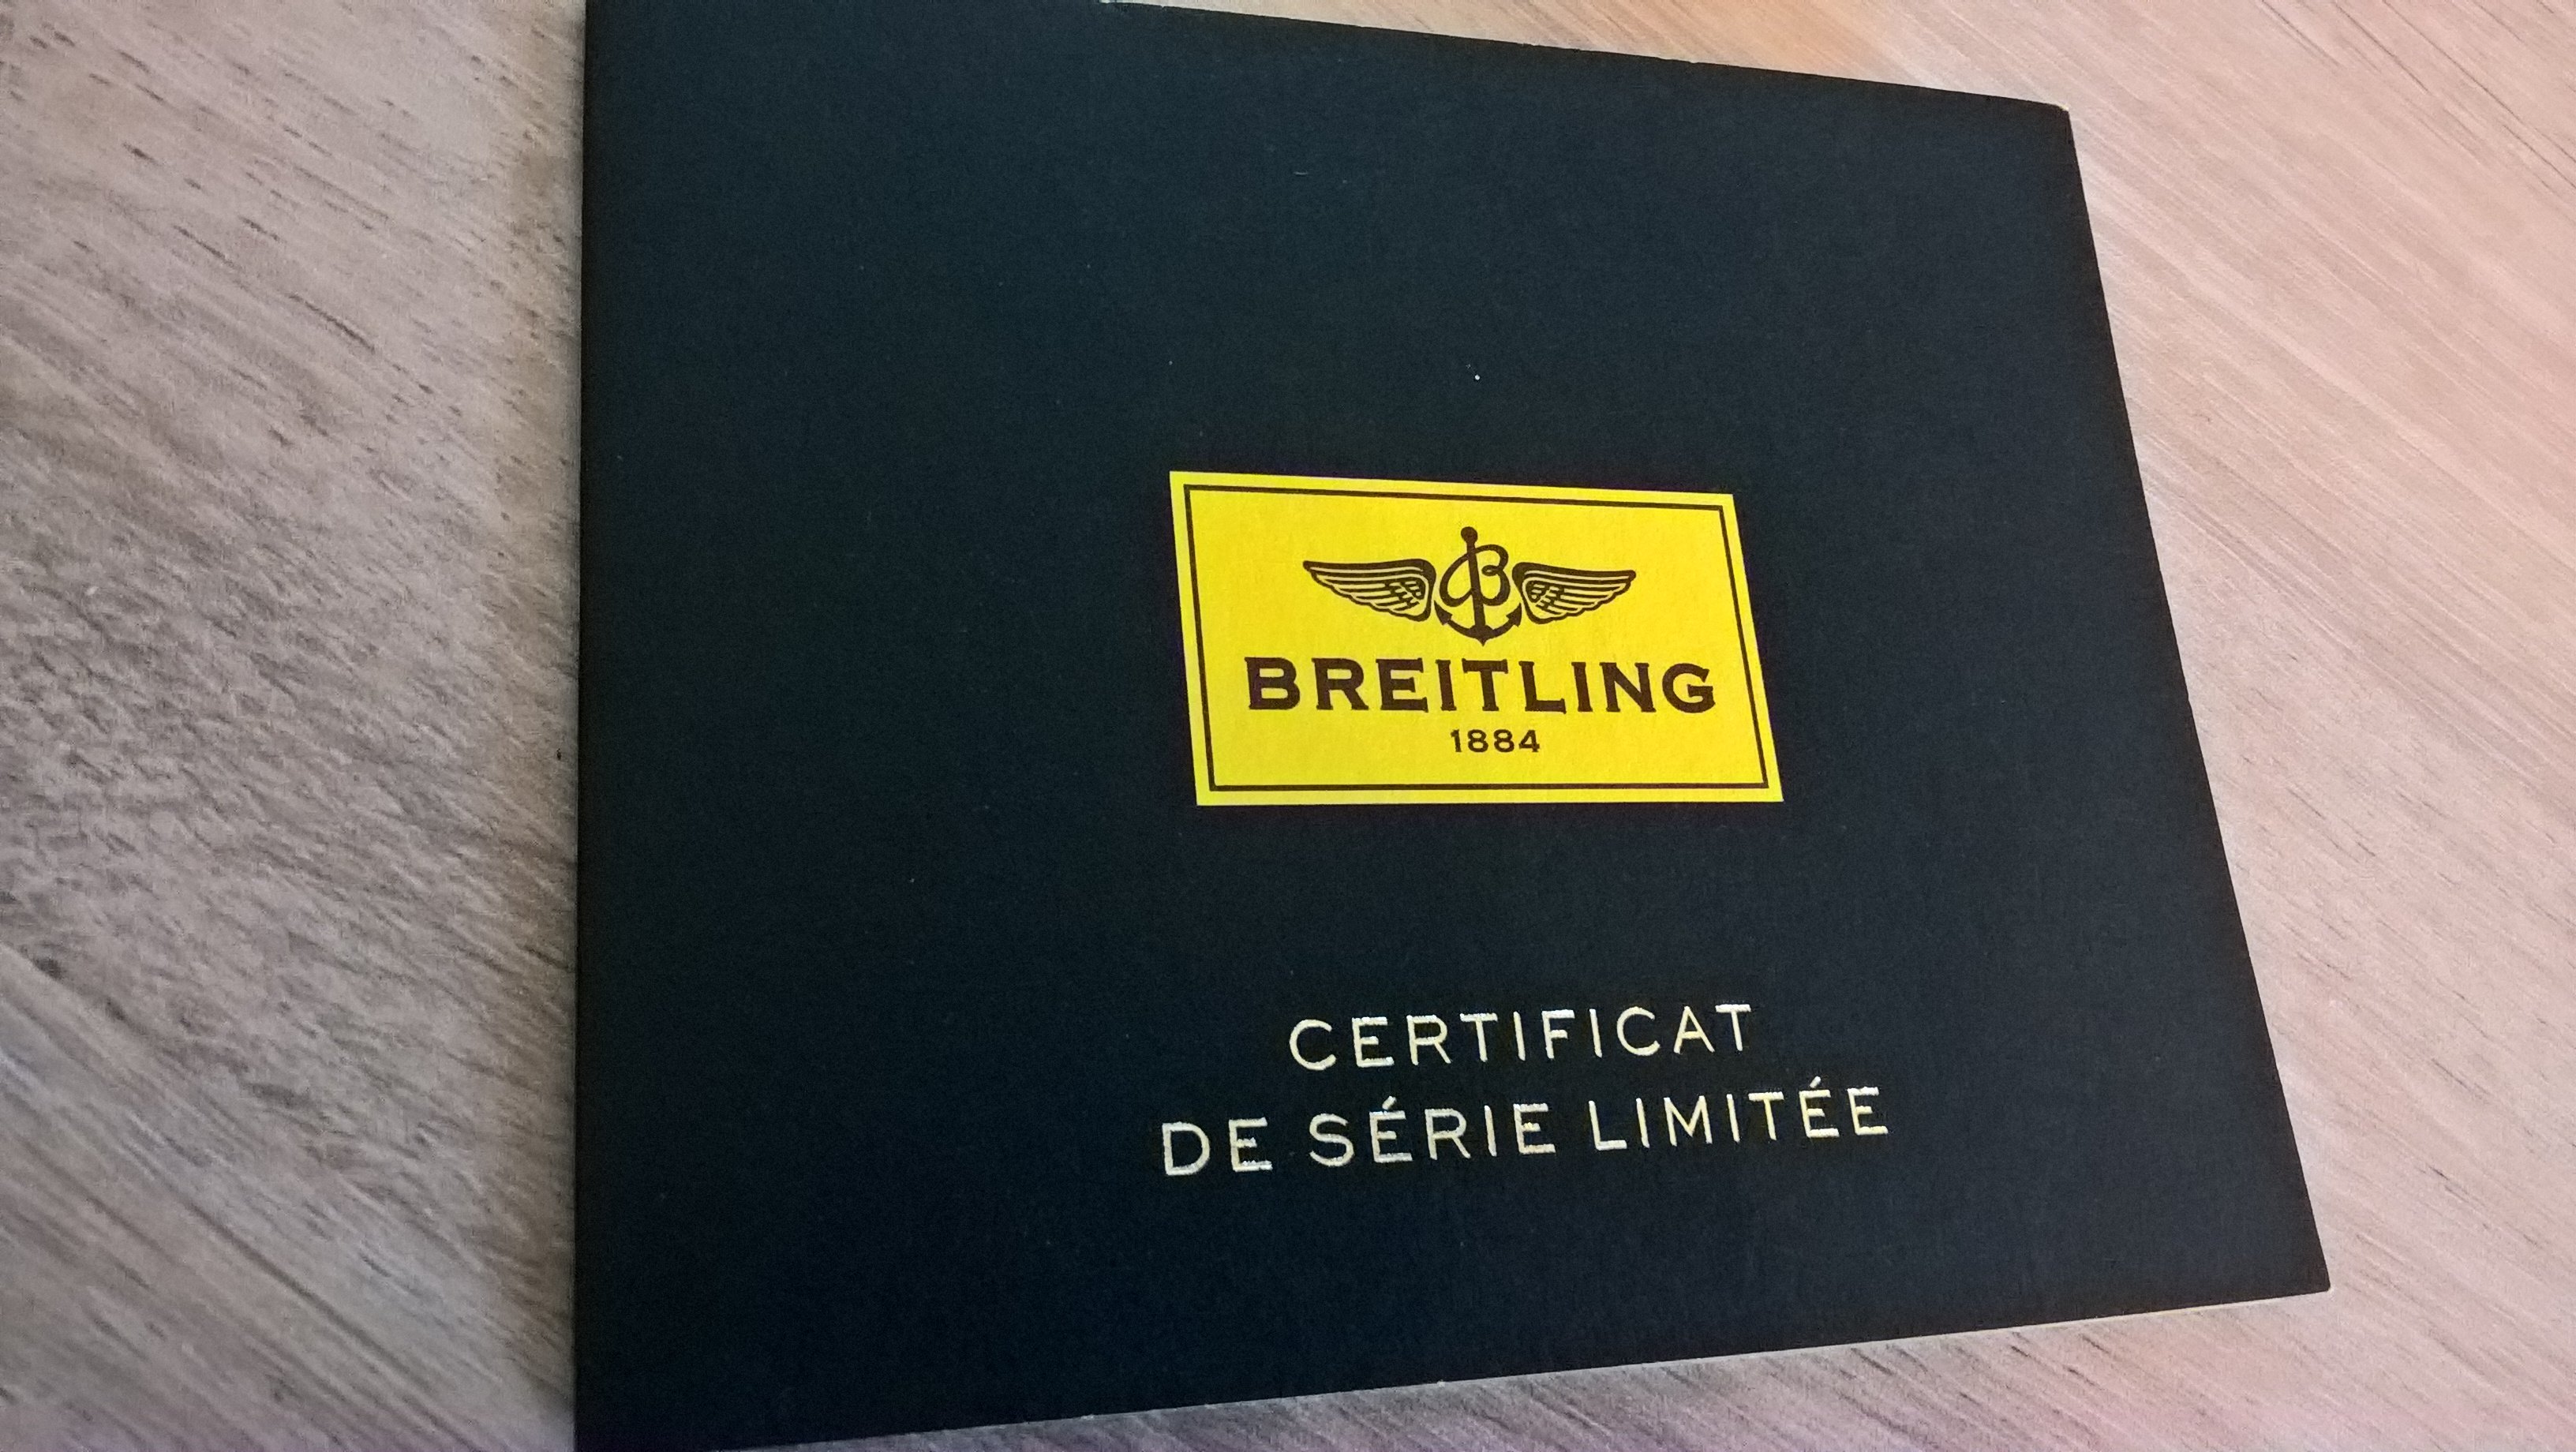 BREITLING
1884
CERTIFICAT
DE SÉRIE LIMITÉE